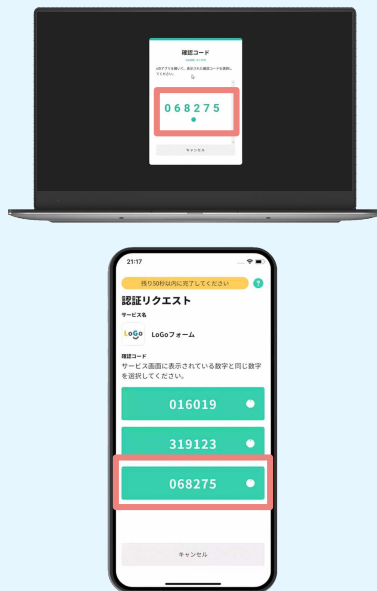 確認コード
xIDアプリを開いて、表示された確認コードを選択し
てください。
068275
キャンセル
21:17
残り50秒以内に完了してください
?
認証リクエスト
サービス名
LoGo
LoGoフォーム
確認コード
サービス画面に表示されている数字と同じ数字
を選択してください。
016019
319123
068275
キャンセル